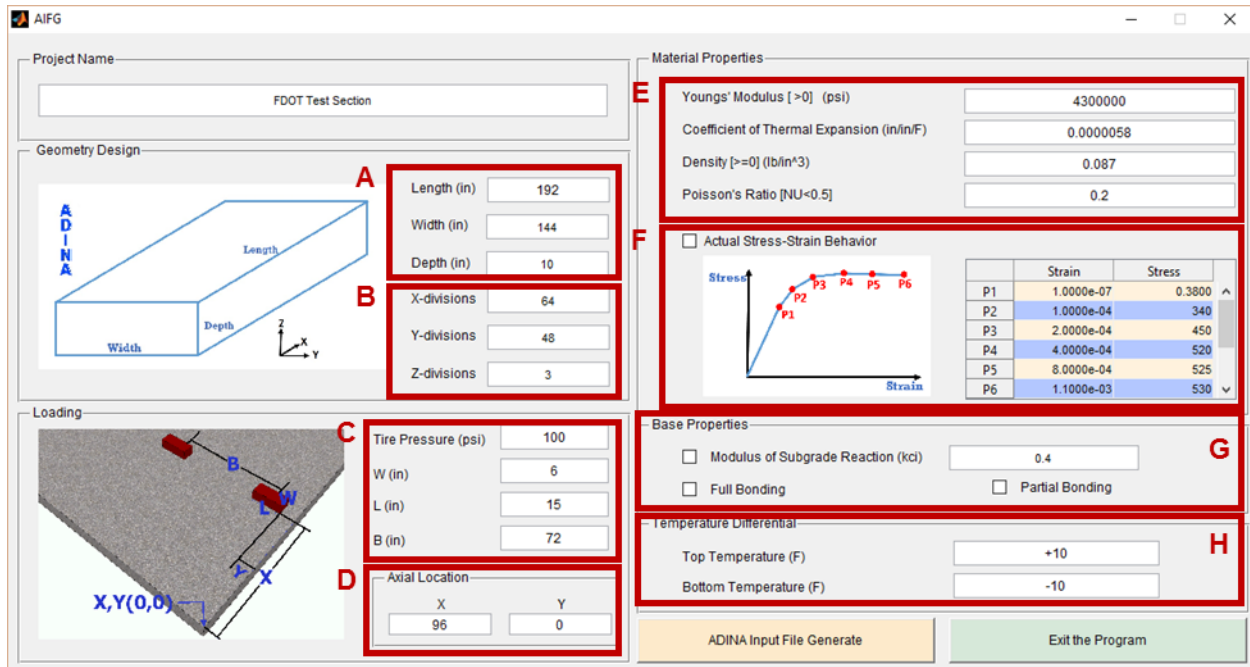 AIFG
Project Name
FDOT Test Section
Geometry Design
ADINA
Length
Depth
Width
Z
X
Y
A
Length (in) 192
Width (in) 144
Depth (in) 10
B
X-divisions 64
Y-divisions 48
Z-divisions 3
Loading
B
W
L
Y
X
X,Y(0,0)
C
Tire Pressure (psi) 100
W (in) 6
L (in) 15
B (in) 72
D
Axial Location
X Y
96 0
Material Properties
E
Youngs' Modulus [ >0] (psi) 4300000
Coefficient of Thermal Expansion (in/in/F) 0.0000058
Density [>=0] (lb/in^3) 0.087
Poisson's Ratio [NU<0.5] 0.2
F
Actual Stress-Strain Behavior
Stress
P1
P2
P3
P4
P5
P6
Strain
Strain Stress
P1 1.0000e-07 0.3800
P2 1.0000e-04 340
P3 2.0000e-04 450
P4 4.0000e-04 520
P5 8.0000e-04 525
P6 1.1000e-03 530
Base Properties
G
Modulus of Subgrade Reaction (kci) 0.4
Full Bonding
Partial Bonding
Temperature Differential
H
Top Temperature (F) +10
Bottom Temperature (F) -10
ADINA Input File Generate
Exit the Program